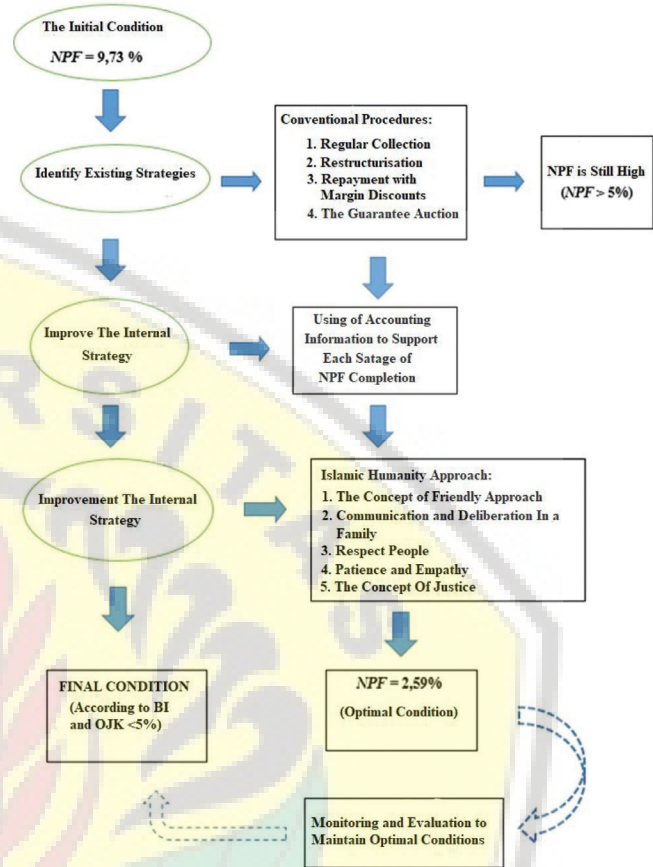 The Initial Condition
NPF = 9,73 %
Identify Existing Strategies
Conventional Procedures:
1. Regular Collection
2. Restructurisation
3. Repayment with
Margin Discounts
4. The Guarantee Auction
NPF is Still High
(NPF > 5%)
Improve The Internal
Strategy
Using of Accounting
Information to Support
Each Satage of
NPF Completion
Improvement The Internal
Strategy
Islamic Humanity Approach:
1. The Concept of Friendly Approach
2. Communication and Deliberation In a
Family
3. Respect People
4. Patience and Empathy
5. The Concept Of Justice
FINAL CONDITION
(According to BI
and OJK <5%)
NPF = 2,59%
(Optimal Condition)
Monitoring and Evaluation to
Maintain Optimal Conditions
RSITAS